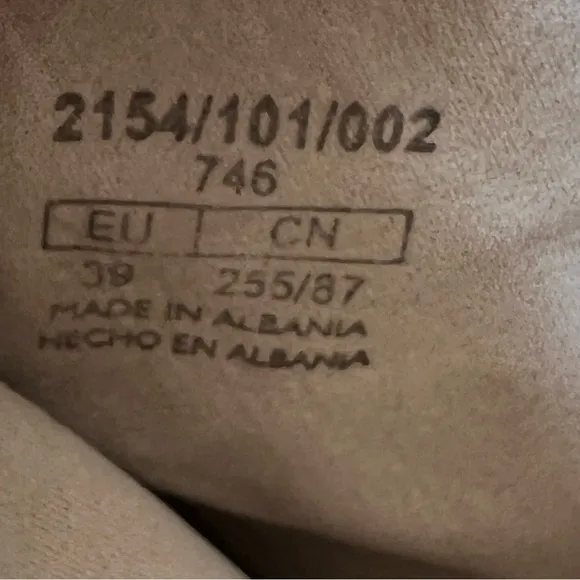 2154/101/002
746
EU CN
39 255/87
MADE IN ALBANIA
HECHO EN ALBANIA